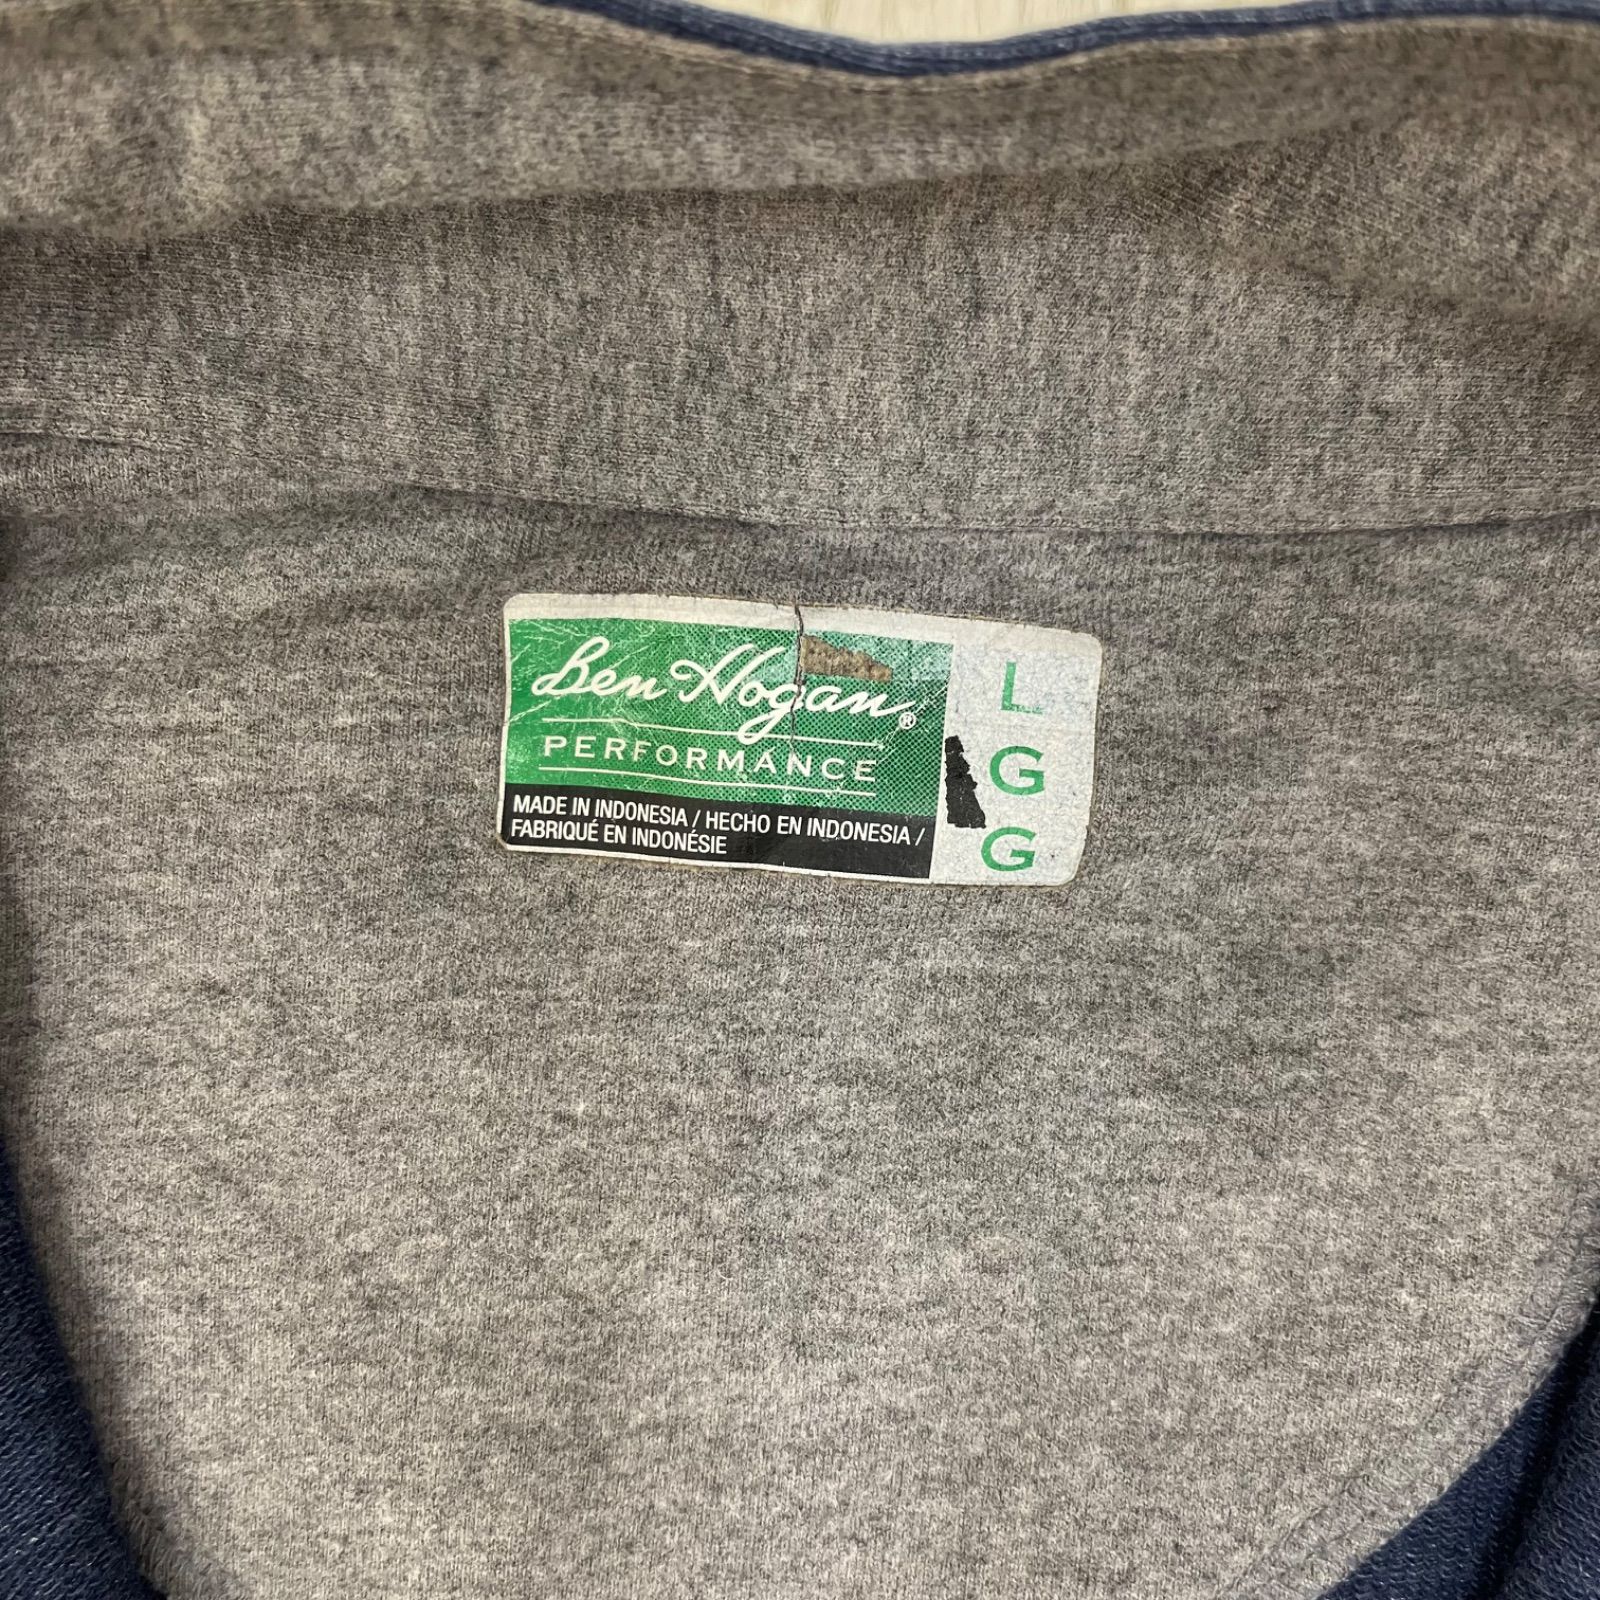 Ben Hogan®
PERFORMANCE
MADE IN INDONESIA / HECHO EN INDONESIA /
FABRIQUÉ EN INDONÉSIE
L
G
G